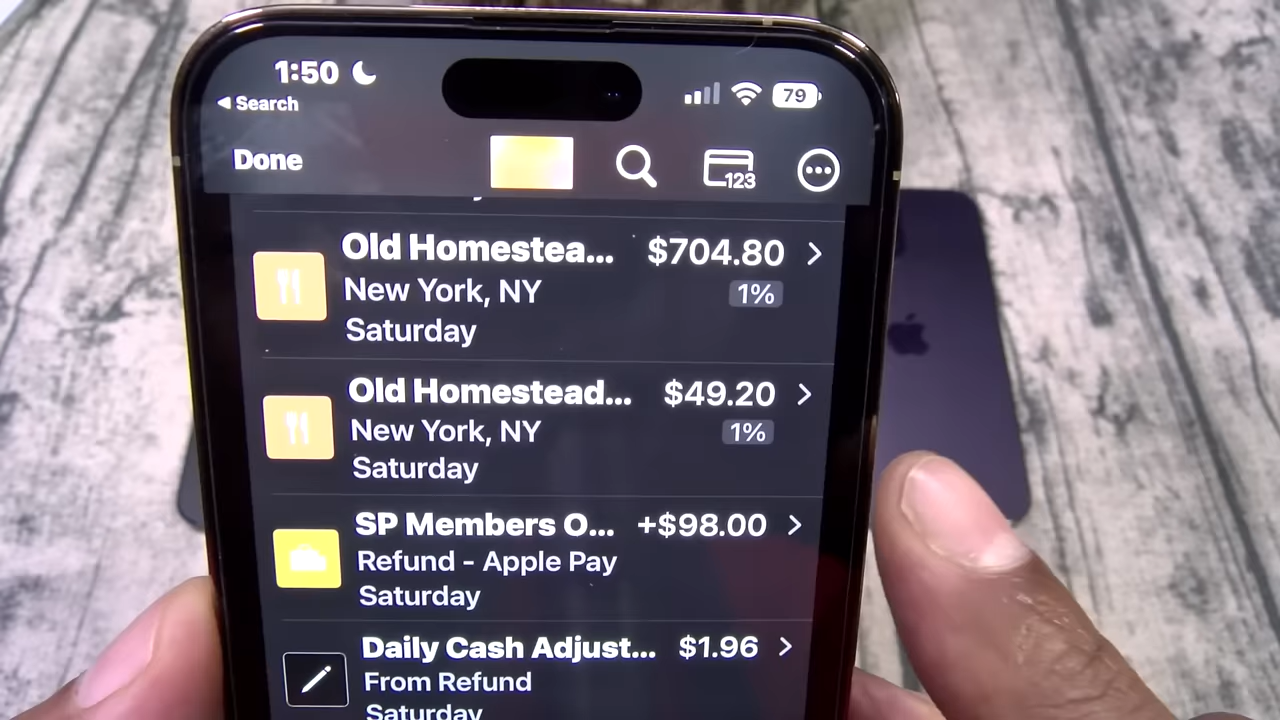 1:50
79
◀ Search
Done
123
Old Homestea... $704.80
New York, NY 1%
Saturday
Old Homestead... $49.20
New York, NY 1%
Saturday
SP Members O... +$98.00
Refund - Apple Pay
Saturday
Daily Cash Adjust... $1.96
From Refund
Saturday